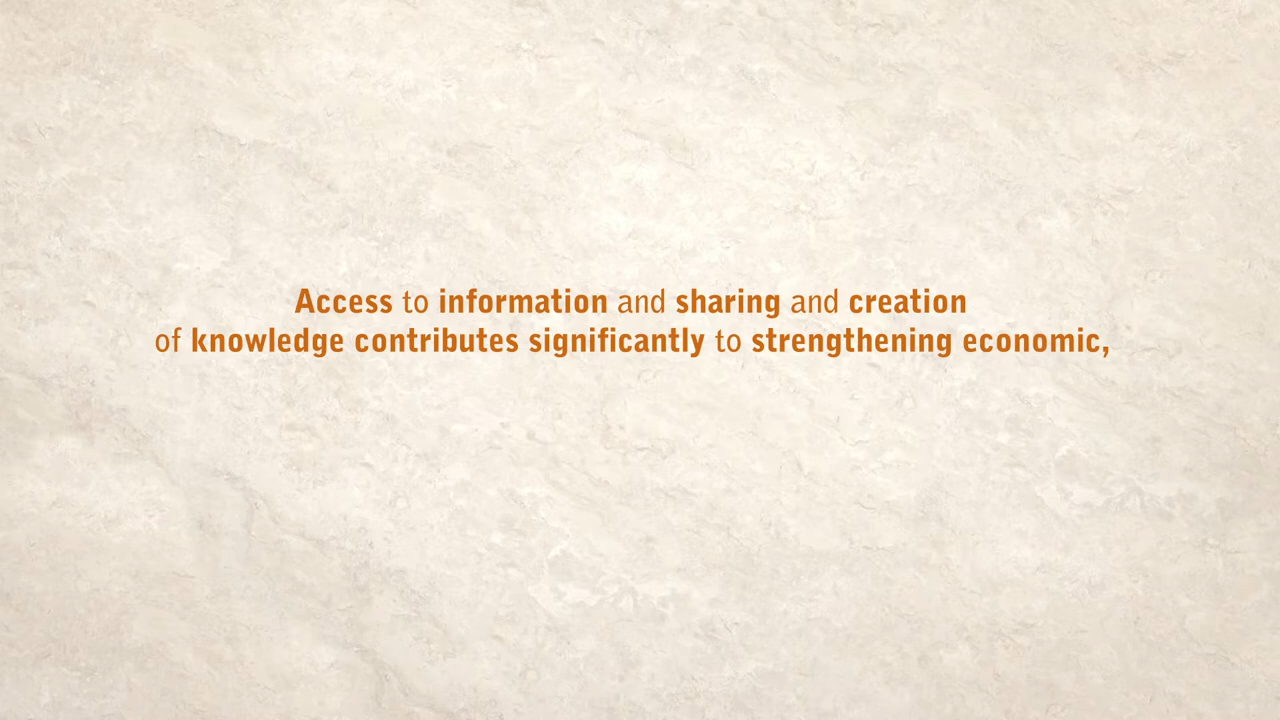 Access to information and sharing and creation
of knowledge contributes significantly to strengthening economic,